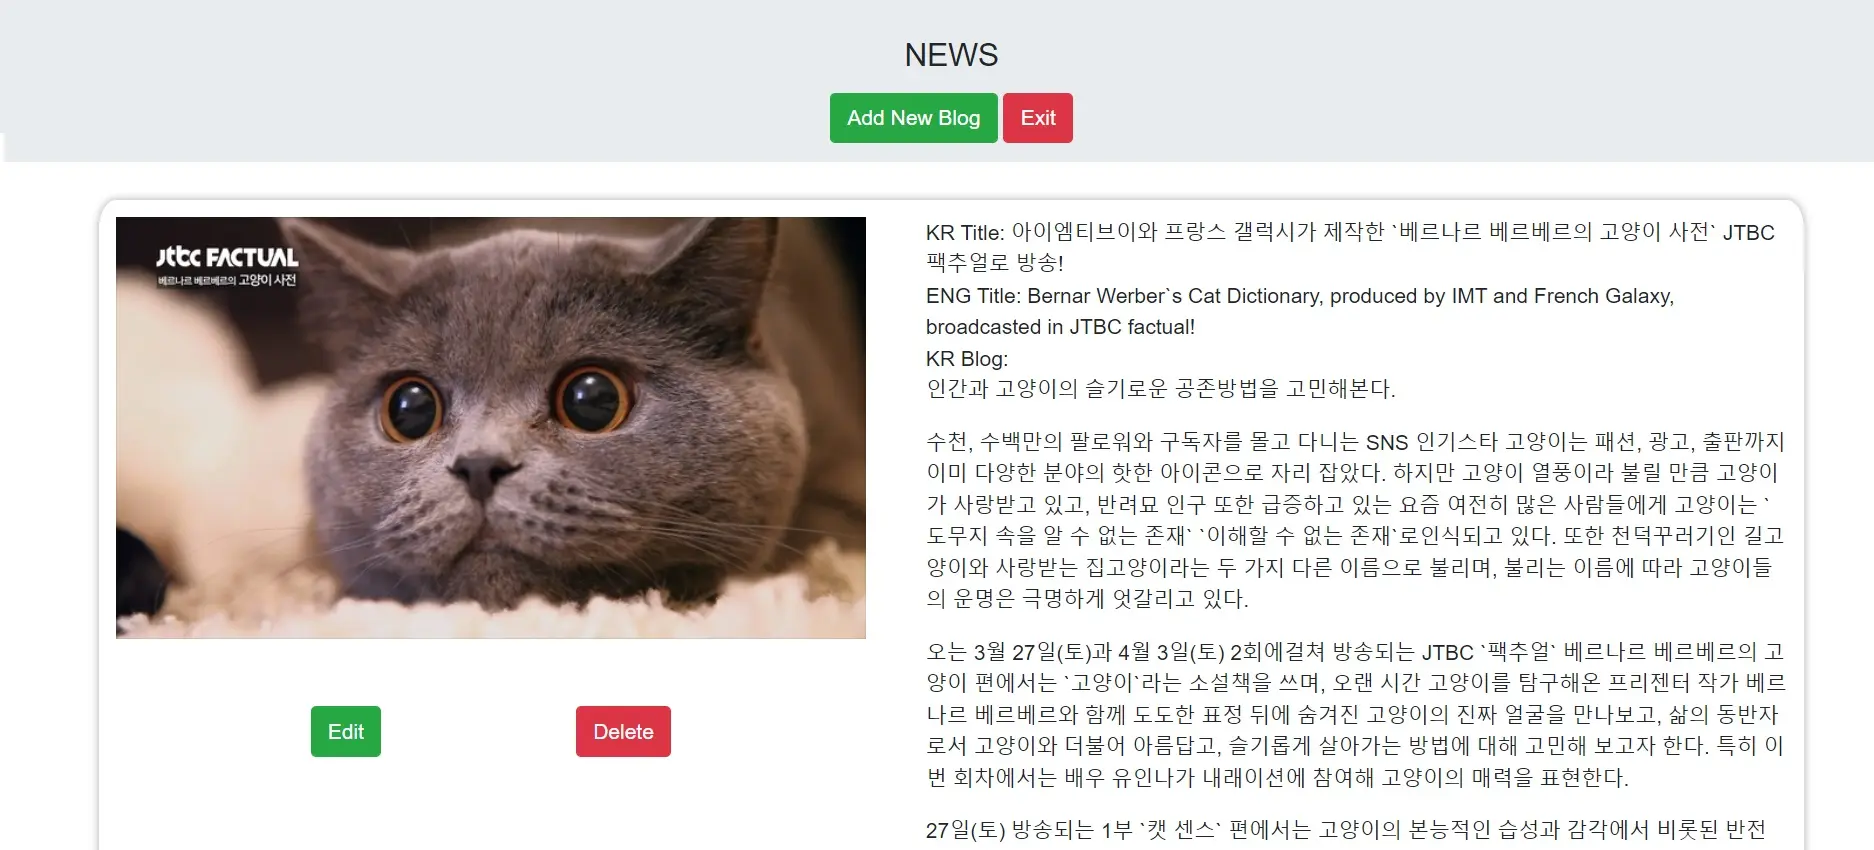 NEWS
Add New Blog
Exit
JTBC FACTUAL
베르나르 베르베르의 고양이 사전
Edit
Delete
KR Title: 아이엠티브이와 프랑스 갤럭시가 제작한 `베르나르 베르베르의 고양이 사전` JTBC
팩추얼로 방송!
ENG Title: Bernar Werber`s Cat Dictionary, produced by IMT and French Galaxy,
broadcasted in JTBC factual!
KR Blog:
인간과 고양이의 슬기로운 공존방법을 고민해본다.
수천, 수백만의 팔로워와 구독자를 몰고 다니는 SNS 인기스타 고양이는 패션, 광고, 출판까지
이미 다양한 분야의 핫한 아이콘으로 자리 잡았다. 하지만 고양이 열풍이라 불릴 만큼 고양이
가 사랑받고 있고, 반려묘 인구 또한 급증하고 있는 요즘 여전히 많은 사람들에게 고양이는 `
도무지 속을 알 수 없는 존재` `이해할 수 없는 존재`로인식되고 있다. 또한 천덕꾸러기인 길고
양이와 사랑받는 집고양이라는 두 가지 다른 이름으로 불리며, 불리는 이름에 따라 고양이들
의 운명은 극명하게 엇갈리고 있다.
오는 3월 27일(토)과 4월 3일(토) 2회에걸쳐 방송되는 JTBC `팩추얼` 베르나르 베르베르의 고
양이 편에서는 `고양이`라는 소설책을 쓰며, 오랜 시간 고양이를 탐구해온 프리젠터 작가 베르
나르 베르베르와 함께 도도한 표정 뒤에 숨겨진 고양이의 진짜 얼굴을 만나보고, 삶의 동반자
로서 고양이와 더불어 아름답고, 슬기롭게 살아가는 방법에 대해 고민해 보고자 한다. 특히 이
번 회차에서는 배우 유인나가 내래이션에 참여해 고양이의 매력을 표현한다.
27일(토) 방송되는 1부 `캣 센스` 편에서는 고양이의 본능적인 습성과 감각에서 비롯된 반전